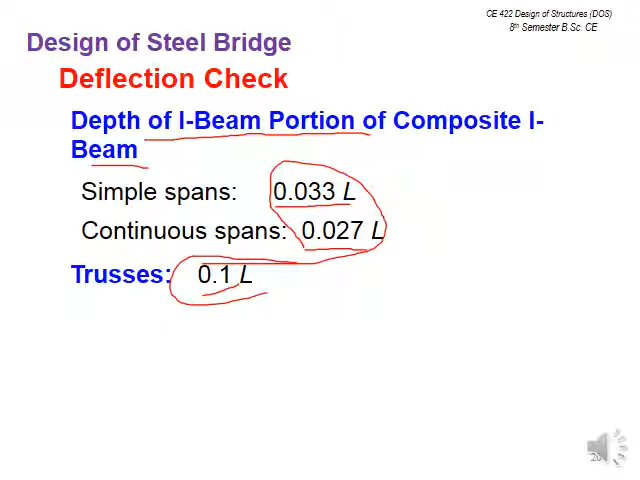 CE 422 Design of Structures (DOS)
8th Semester B.Sc. CE
Design of Steel Bridge
Deflection Check
Depth of I-Beam Portion of Composite I-
Beam
Simple spans: 0.033 L
Continuous spans: 0.027 L
Trusses: 0.1 L